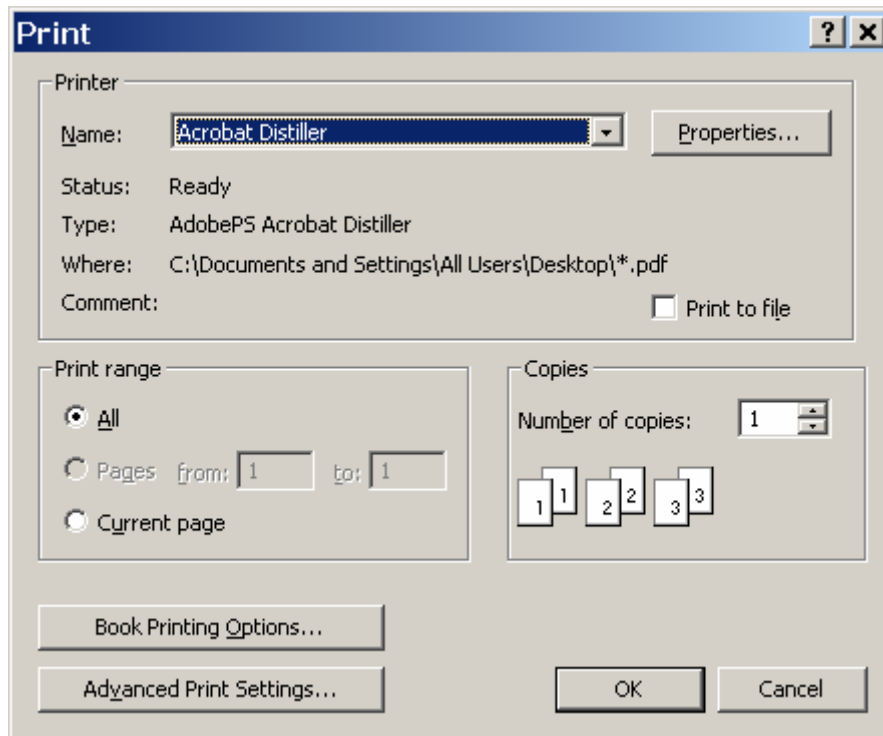 Print
Printer
Name: Acrobat Distiller Properties...
Status: Ready
Type: AdobePS Acrobat Distiller
Where: C:\Documents and Settings\All Users\Desktop\*.pdf
Comment: Print to file
Print range
All
Pages from: 1 to: 1
Current page
Copies
Number of copies: 1
1 1 2 2 3 3
Book Printing Options...
Advanced Print Settings... OK Cancel